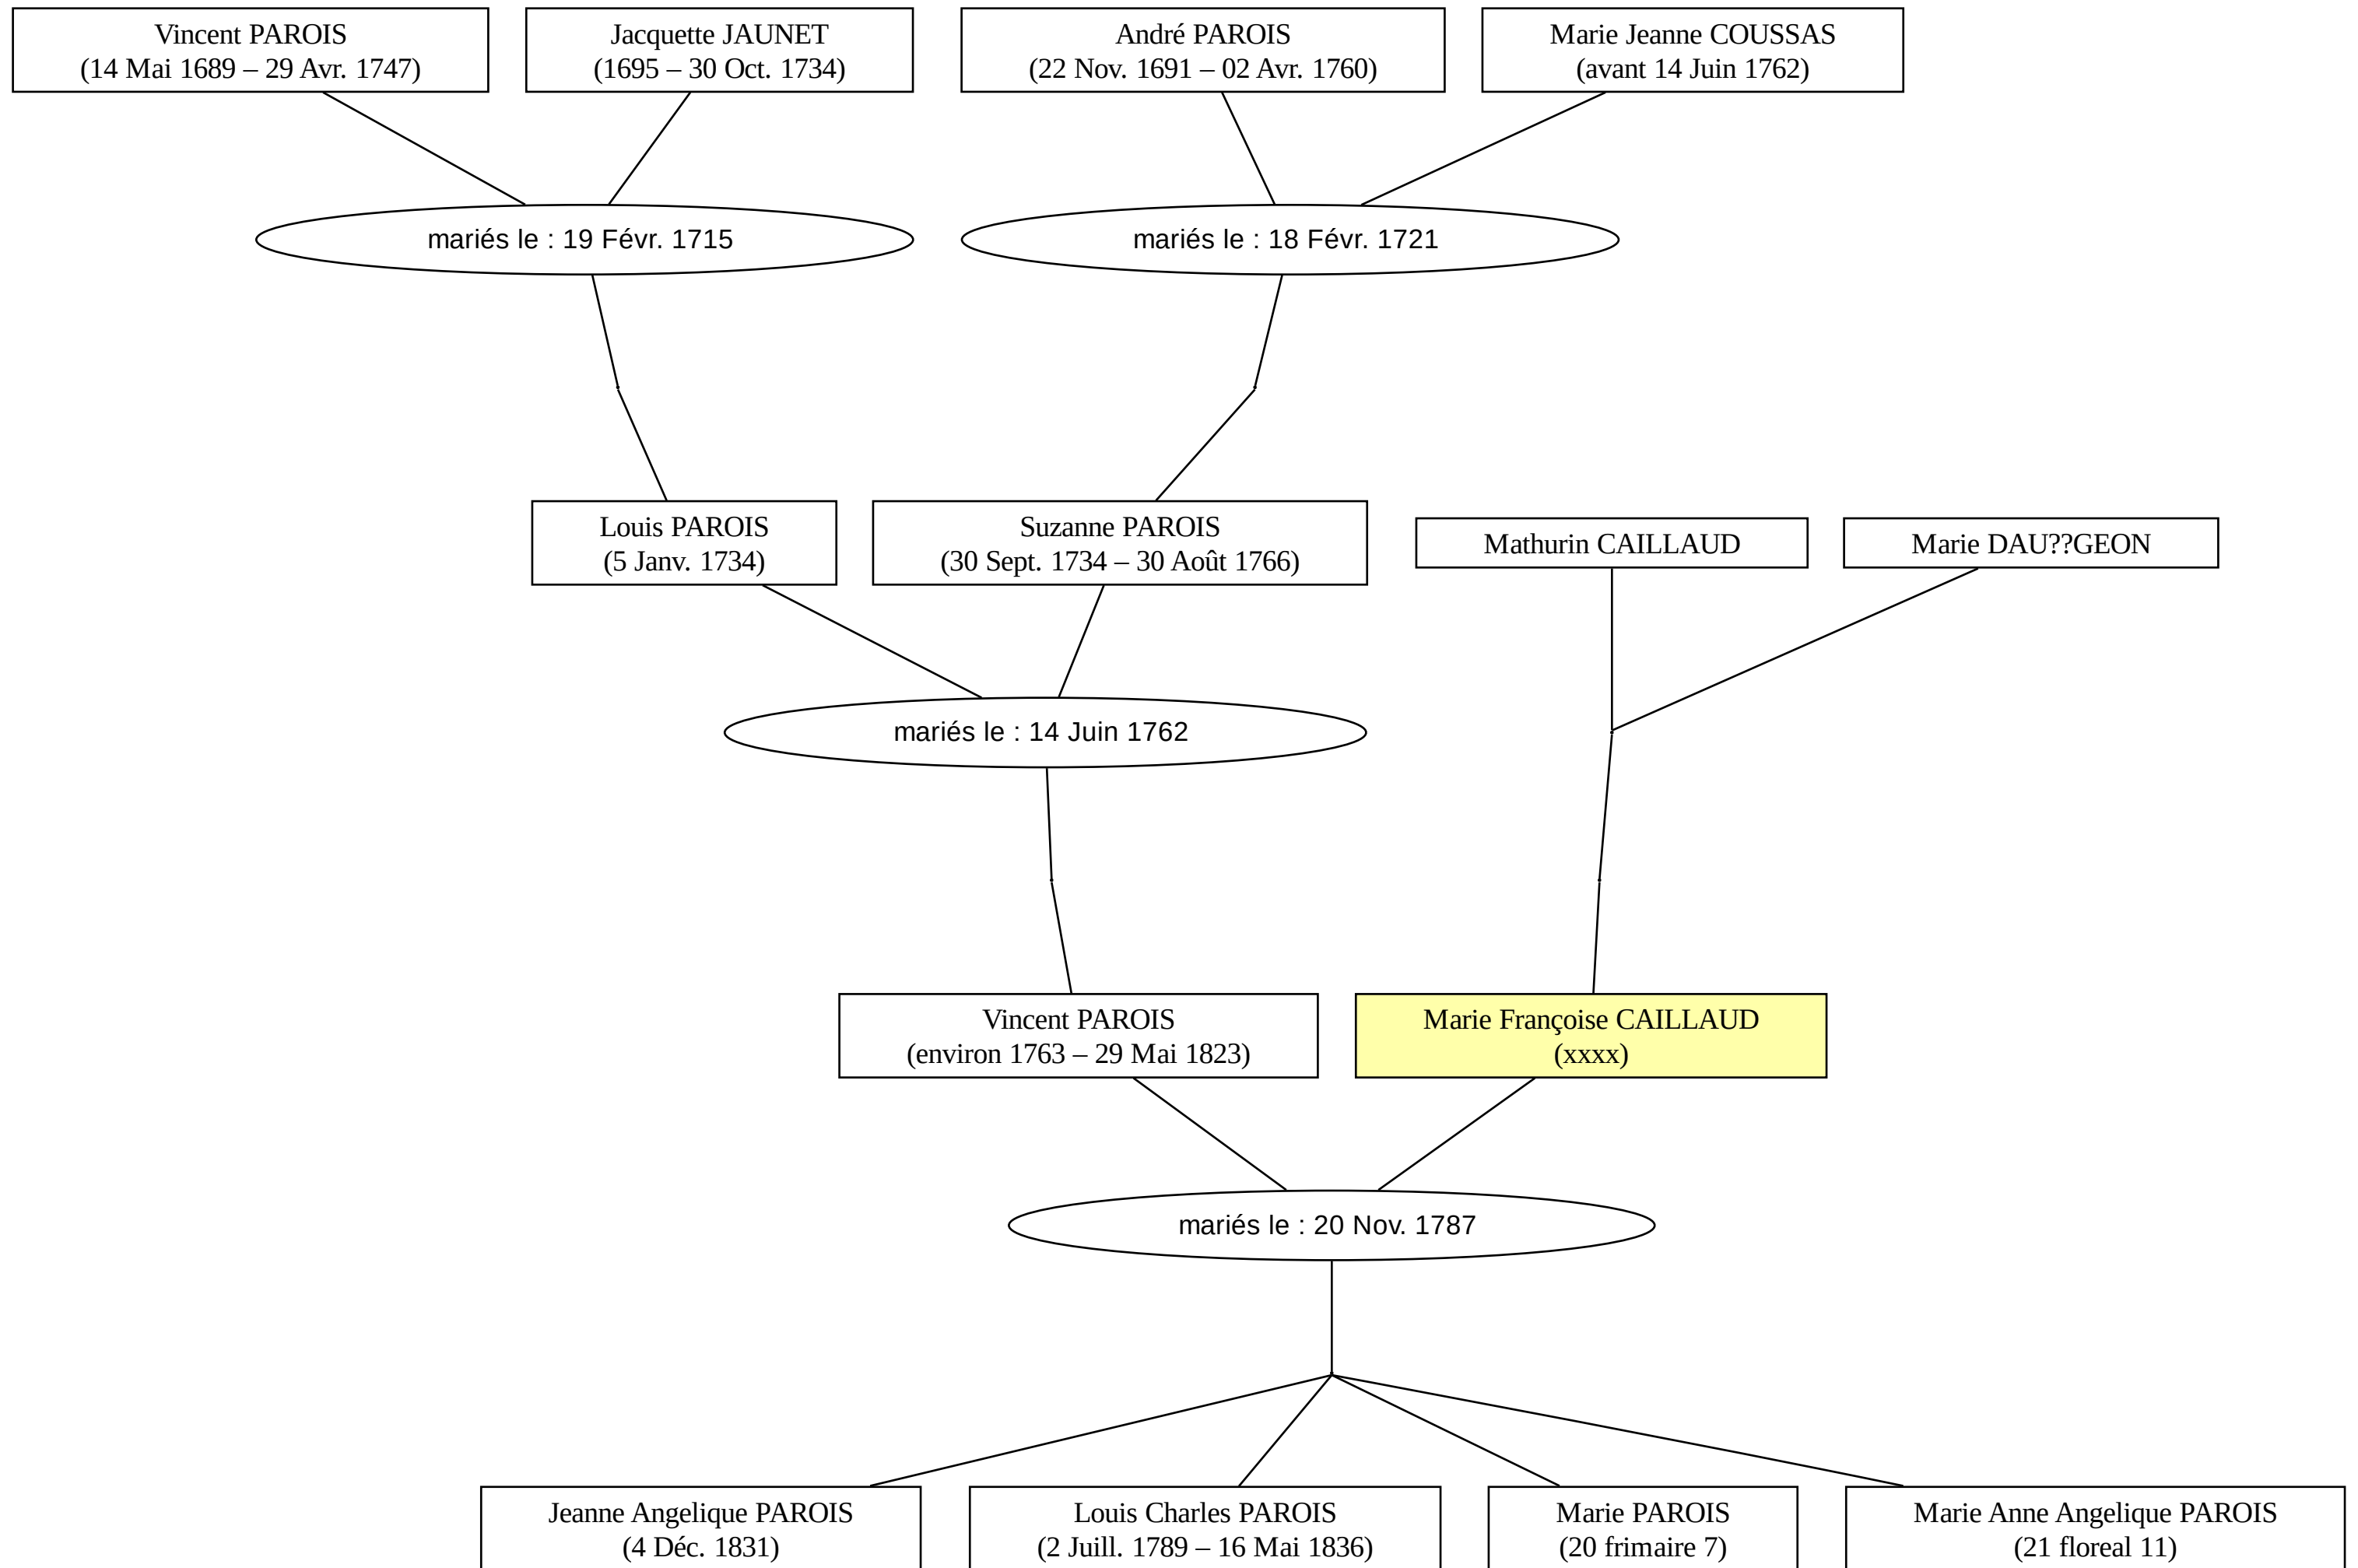 Vincent PAROIS
(14 Mai 1689 – 29 Avr. 1747)
Jacquette JAUNET
(1695 – 30 Oct. 1734)
André PAROIS
(22 Nov. 1691 – 02 Avr. 1760)
Marie Jeanne COUSSAS
(avant 14 Juin 1762)
mariés le : 19 Févr. 1715
mariés le : 18 Févr. 1721
Louis PAROIS
(5 Janv. 1734)
Suzanne PAROIS
(30 Sept. 1734 – 30 Août 1766)
Mathurin CAILLAUD
Marie DAU??GEON
mariés le : 14 Juin 1762
Vincent PAROIS
(environ 1763 – 29 Mai 1823)
Marie Françoise CAILLAUD
(xxxx)
mariés le : 20 Nov. 1787
Jeanne Angelique PAROIS
(4 Déc. 1831)
Louis Charles PAROIS
(2 Juill. 1789 – 16 Mai 1836)
Marie PAROIS
(20 frimaire 7)
Marie Anne Angelique PAROIS
(21 floreal 11)